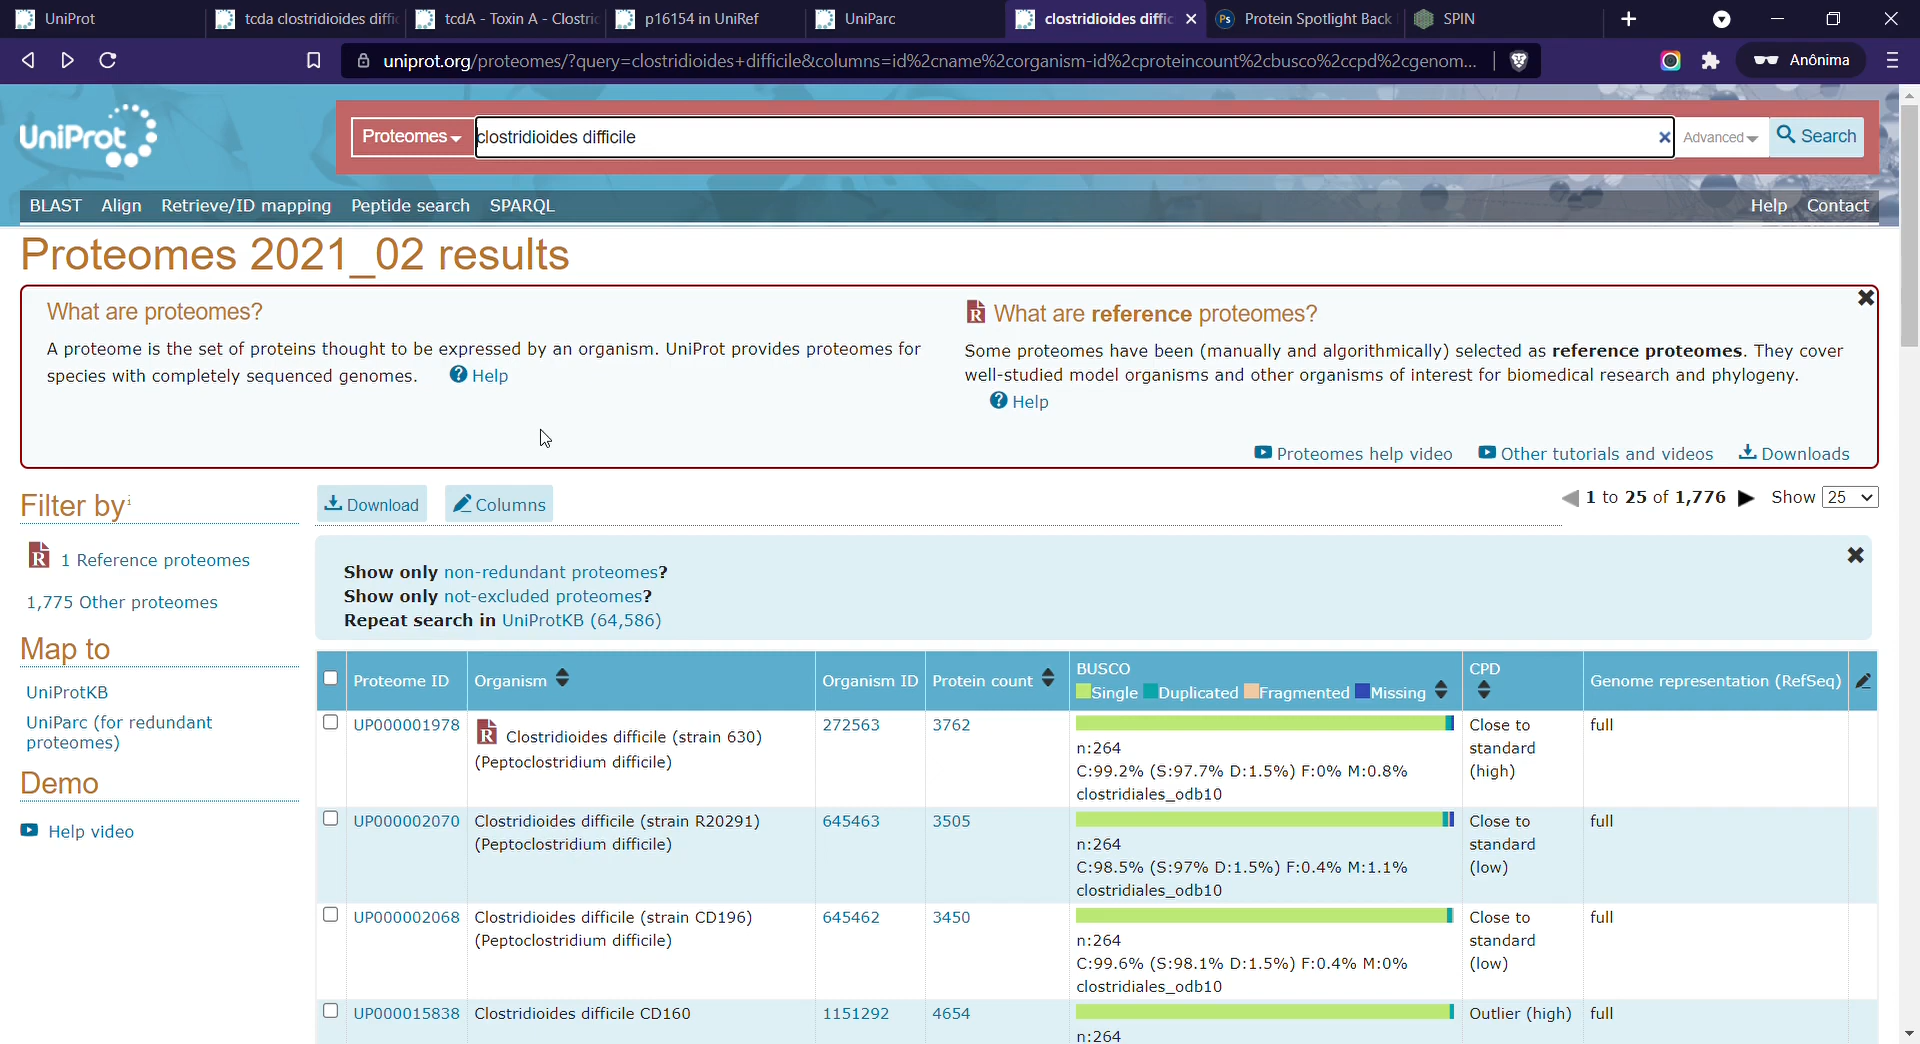 UniProt
tcda clostridioides diffic
tcdA - Toxin A - Clostric
p16154 in UniRef
UniParc
clostridioides diffic
Ps
Protein Spotlight Back
SPIN
uniprot.org/proteomes/?query=clostridioides+difficile&columns=id%2cname%2corganism-id%2cproteincount%2cbusco%2ccpd%2cgenom...
Anônima
UniProt
Proteomes
clostridioides difficile
Advanced
Search
BLAST Align Retrieve/ID mapping Peptide search SPARQL
Help Contact
Proteomes 2021_02 results
What are proteomes?
A proteome is the set of proteins thought to be expressed by an organism. UniProt provides proteomes for
species with completely sequenced genomes. Help
R What are reference proteomes?
Some proteomes have been (manually and algorithmically) selected as reference proteomes. They cover
well-studied model organisms and other organisms of interest for biomedical research and phylogeny.
Help
Proteomes help video Other tutorials and videos Downloads
Filter by i
R 1 Reference proteomes
1,775 Other proteomes
Map to
UniProtKB
UniParc (for redundant
proteomes)
Demo
Help video
Download
Columns
1 to 25 of 1,776 Show 25
Show only non-redundant proteomes?
Show only not-excluded proteomes?
Repeat search in UniProtKB (64,586)
Proteome ID
Organism
Organism ID
Protein count
BUSCO
Single Duplicated Fragmented Missing
CPD
Genome representation (RefSeq)
UP000001978
R Clostridioides difficile (strain 630)
(Peptoclostridium difficile)
272563
3762
n:264
C:99.2% (S:97.7% D:1.5%) F:0% M:0.8%
clostridiales_odb10
Close to
standard
(high)
full
UP000002070
Clostridioides difficile (strain R20291)
(Peptoclostridium difficile)
645463
3505
n:264
C:98.5% (S:97% D:1.5%) F:0.4% M:1.1%
clostridiales_odb10
Close to
standard
(low)
full
UP000002068
Clostridioides difficile (strain CD196)
(Peptoclostridium difficile)
645462
3450
n:264
C:99.6% (S:98.1% D:1.5%) F:0.4% M:0%
clostridiales_odb10
Close to
standard
(low)
full
UP000015838
Clostridioides difficile CD160
1151292
4654
n:264
Outlier (high)
full